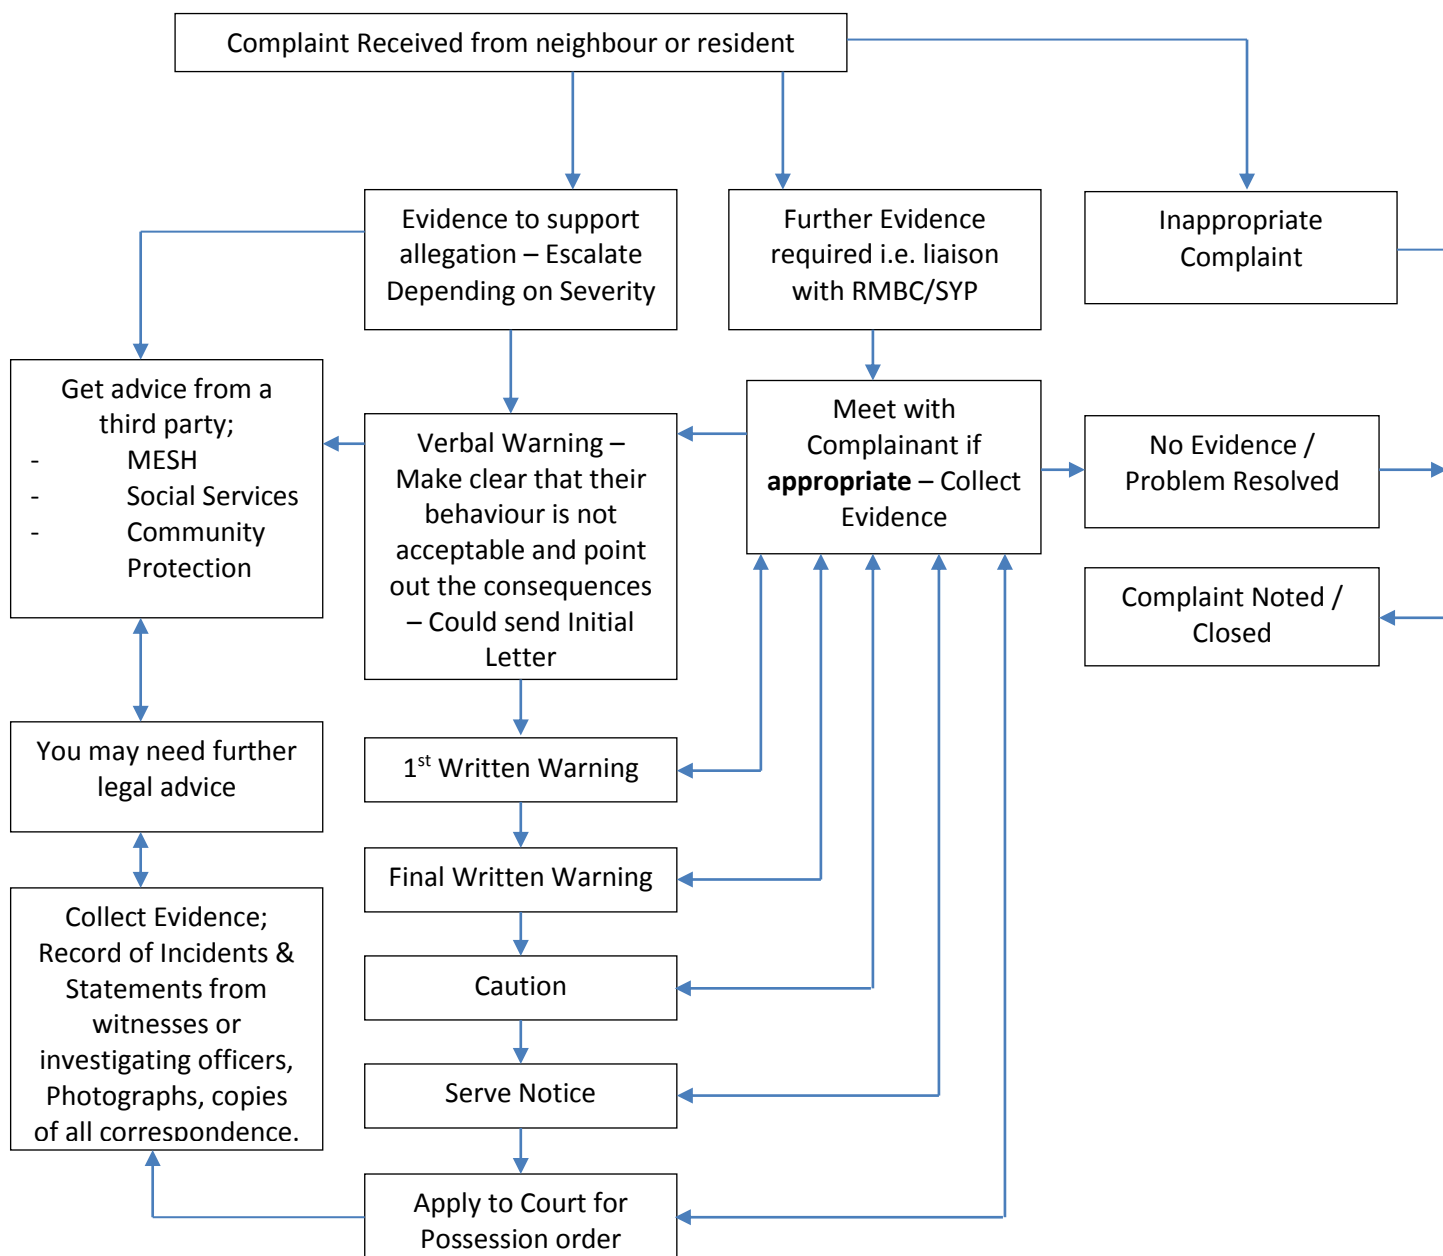 Complaint Received from neighbour or resident
Evidence to support
allegation – Escalate
Depending on Severity
Further Evidence
required i.e. liaison
with RMBC/SYP
Inappropriate
Complaint
Get advice from a
third party;
- MESH
- Social Services
- Community
Protection
Verbal Warning –
Make clear that their
behaviour is not
acceptable and point
out the consequences
– Could send Initial
Letter
Meet with
Complainant if
appropriate – Collect
Evidence
No Evidence /
Problem Resolved
Complaint Noted /
Closed
You may need further
legal advice
1st Written Warning
Final Written Warning
Collect Evidence;
Record of Incidents &
Statements from
witnesses or
investigating officers,
Photographs, copies
of all correspondence.
Caution
Serve Notice
Apply to Court for
Possession order